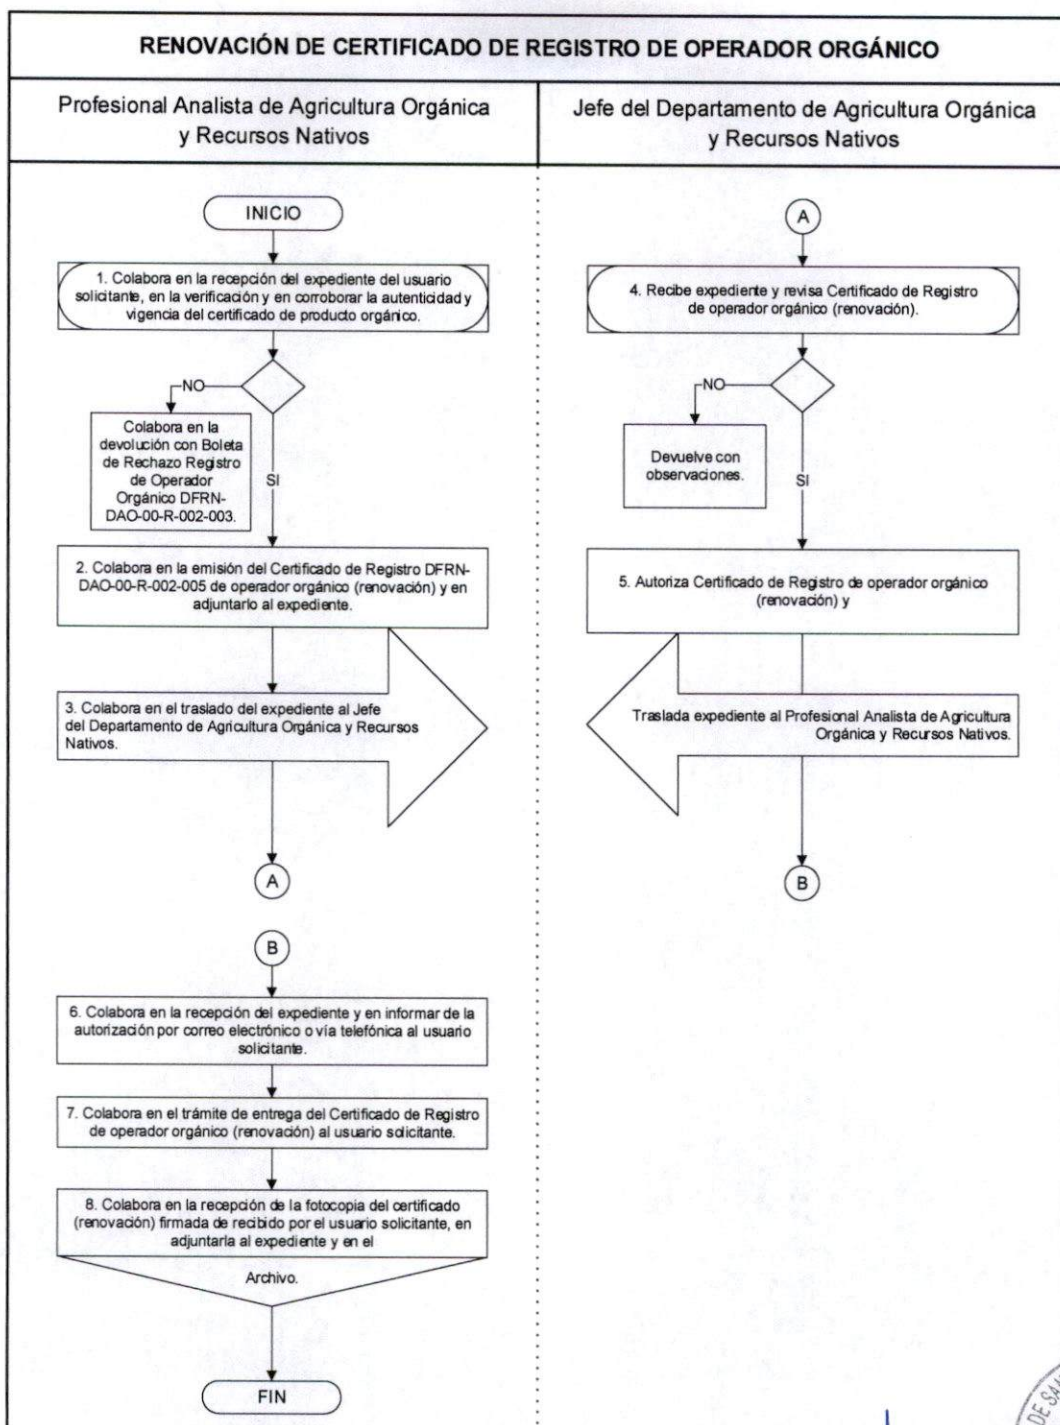 RENOVACIÓN DE CERTIFICADO DE REGISTRO DE OPERADOR ORGÁNICO
Profesional Analista de Agricultura Orgánica
y Recursos Nativos
INICIO
1. Colabora en la recepción del expediente del usuario
solicitante, en la verificación y en corroborar la autenticidad y
vigencia del certificado de producto orgánico.
NO
Colabora en la
devolución con Boleta
de Rechazo Registro
de Operador
Orgánico DFRN-
DAO-00-R-002-003.
SI
2. Colabora en la emisión del Certificado de Registro DFRN-
DAO-00-R-002-005 de operador orgánico (renovación) y en
adjuntarlo al expediente.
3. Colabora en el traslado del expediente al Jefe
del Departamento de Agricultura Orgánica y Recursos
Nativos.
A
Jefe del Departamento de Agricultura Orgánica
y Recursos Nativos
A
4. Recibe expediente y revisa Certificado de Registro
de operador orgánico (renovación).
NO
Devuelve con
observaciones.
SI
5. Autoriza Certificado de Registro de operador orgánico
(renovación) y
Traslada expediente al Profesional Analista de Agricultura
Orgánica y Recursos Nativos.
B
B
6. Colabora en la recepción del expediente y en informar de la
autorización por correo electrónico o vía telefónica al usuario
solicitante.
7. Colabora en el trámite de entrega del Certificado de Registro
de operador orgánico (renovación) al usuario solicitante.
8. Colabora en la recepción de la fotocopia del certificado
(renovación) firmada de recibido por el usuario solicitante, en
adjuntarla al expediente y en el
Archivo.
FIN
DE